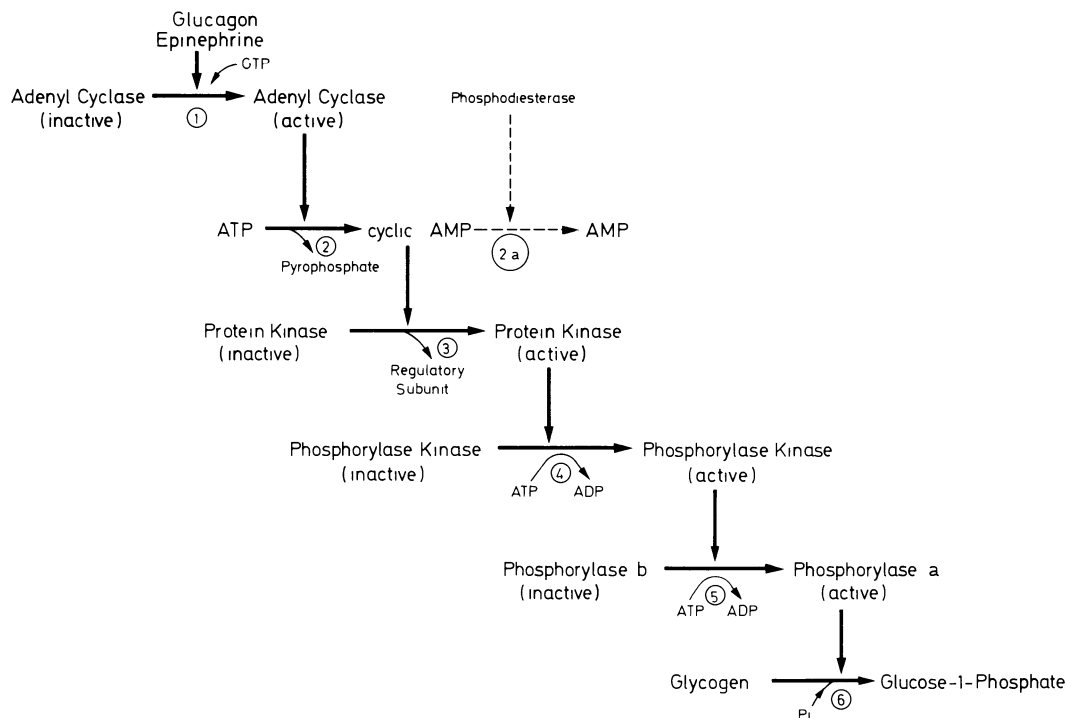 Glucagon
Epinephrine
GTP
Adenyl Cyclase
(inactive)
1
Adenyl Cyclase
(active)
Phosphodiesterase
ATP
2
Pyrophosphate
cyclic AMP
2a
AMP
Protein Kinase
(inactive)
3
Regulatory
Subunit
Protein Kinase
(active)
Phosphorylase Kinase
(inactive)
ATP
4
ADP
Phosphorylase Kinase
(active)
Phosphorylase b
(inactive)
ATP
5
ADP
Phosphorylase a
(active)
Glycogen
Pi
6
Glucose-1-Phosphate